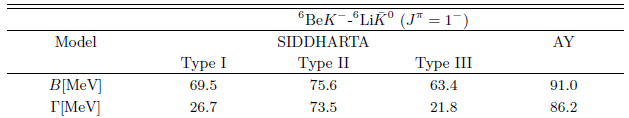 ⁶BeK⁻-⁶LiK̄⁰ (Jᵖⁱ = 1⁻)
Model SIDDHARTA AY
Type I Type II Type III
B[MeV] 69.5 75.6 63.4 91.0
Γ[MeV] 26.7 73.5 21.8 86.2